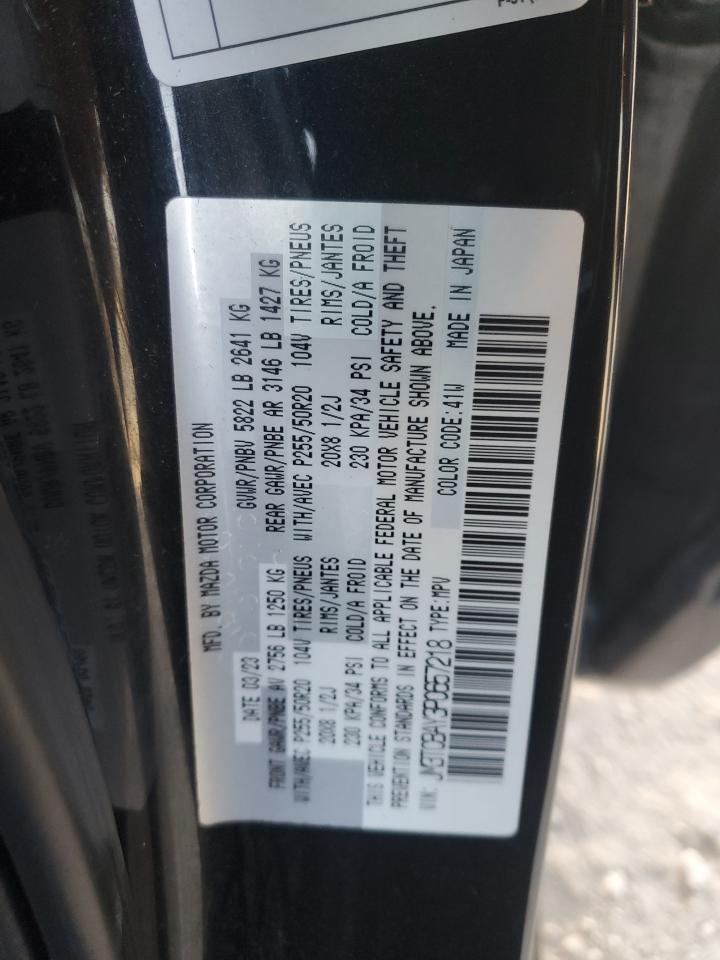 MFD. BY MAZDA MOTOR CORPORATION
DATE 03/23 GVWR/PNBV 5822 LB 2641 KG
FRONT GAWR/PNBE AV 2756 LB 1250 KG REAR GAWR/PNBE AR 3146 LB 1427 KG
WITH/AVEC P255/50R20 104V TIRES/PNEUS WITH/AVEC P255/50R20 104V TIRES/PNEUS
20X8 1/2J RIMS/JANTES 20X8 1/2J RIMS/JANTES
230 KPA/34 PSI COLD/A FROID 230 KPA/34 PSI COLD/A FROID
THIS VEHICLE CONFORMS TO ALL APPLICABLE FEDERAL MOTOR VEHICLE SAFETY AND THEFT
PREVENTION STANDARDS IN EFFECT ON THE DATE OF MANUFACTURE SHOWN ABOVE.
VIN: JM3TCBAY3P0657218 TYPE:MPV COLOR CODE:41W MADE IN JAPAN